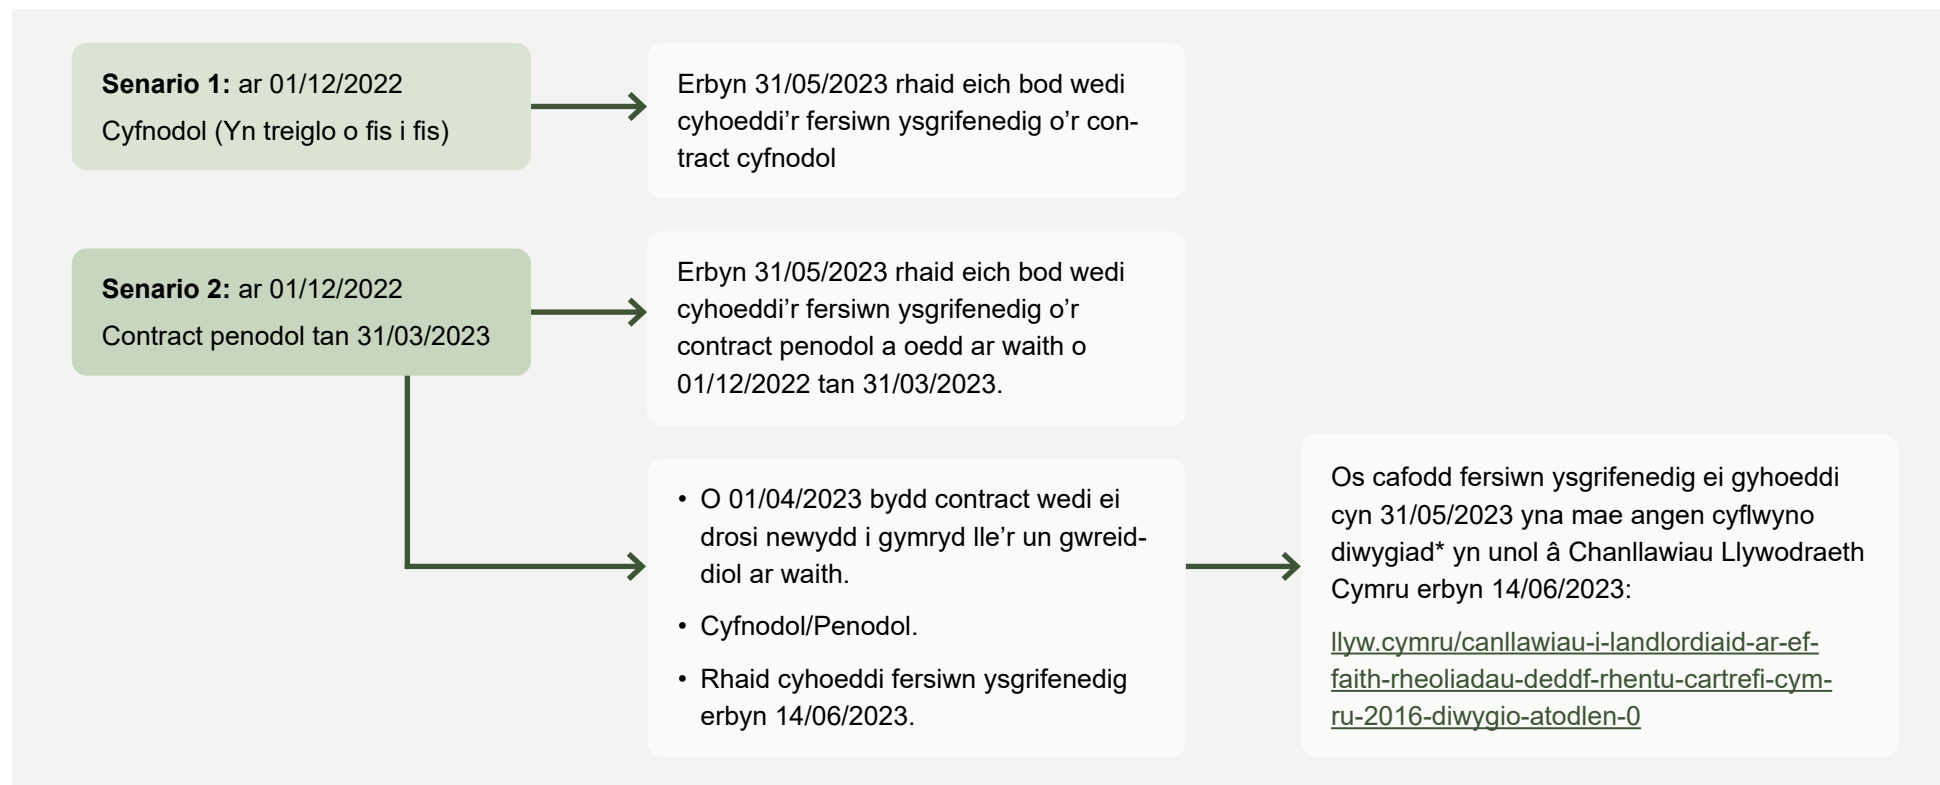 Senario 1: ar 01/12/2022
Cyfnodol (Yn treiglo o fis i fis)
Erbyn 31/05/2023 rhaid eich bod wedi
cyhoeddi’r fersiwn ysgrifenedig o’r con-
tract cyfnodol
Senario 2: ar 01/12/2022
Contract penodol tan 31/03/2023
Erbyn 31/05/2023 rhaid eich bod wedi
cyhoeddi’r fersiwn ysgrifenedig o’r
contract penodol a oedd ar waith o
01/12/2022 tan 31/03/2023.
• O 01/04/2023 bydd contract wedi ei
drosi newydd i gymryd lle’r un gwreid-
diol ar waith.
• Cyfnodol/Penodol.
• Rhaid cyhoeddi fersiwn ysgrifenedig
erbyn 14/06/2023.
Os cafodd fersiwn ysgrifenedig ei gyhoeddi
cyn 31/05/2023 yna mae angen cyflwyno
diwygiad* yn unol â Chanllawiau Llywodraeth
Cymru erbyn 14/06/2023:
llyw.cymru/canllawiau-i-landlordiaid-ar-ef-
faith-rheoliadau-deddf-rhentu-cartrefi-cym-
ru-2016-diwygio-atodlen-0